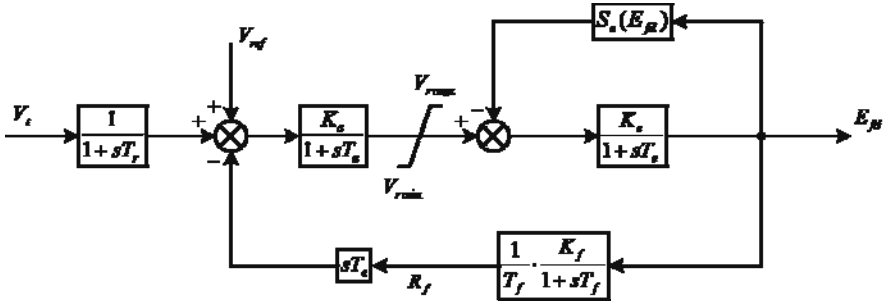 S_e(E_fd)
V_ref
V_rmax
V_t
1
1 + sT_r
+
+
−
K_a
1 + sT_a
V_rmin
+
−
K_e
1 + sT_e
E_fd
sT_e
R_f
1/T_f · K_f/(1 + sT_f)